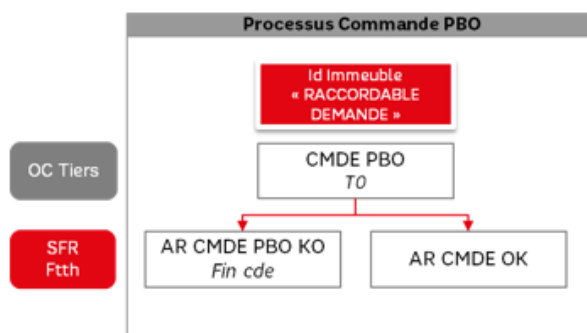 Processus Commande PBO
Id Immeuble
« RACCORDABLE
DEMANDE »
OC Tiers
CMDE PBO
T0
SFR
Ftth
AR CMDE PBO KO
Fin cde
AR CMDE OK